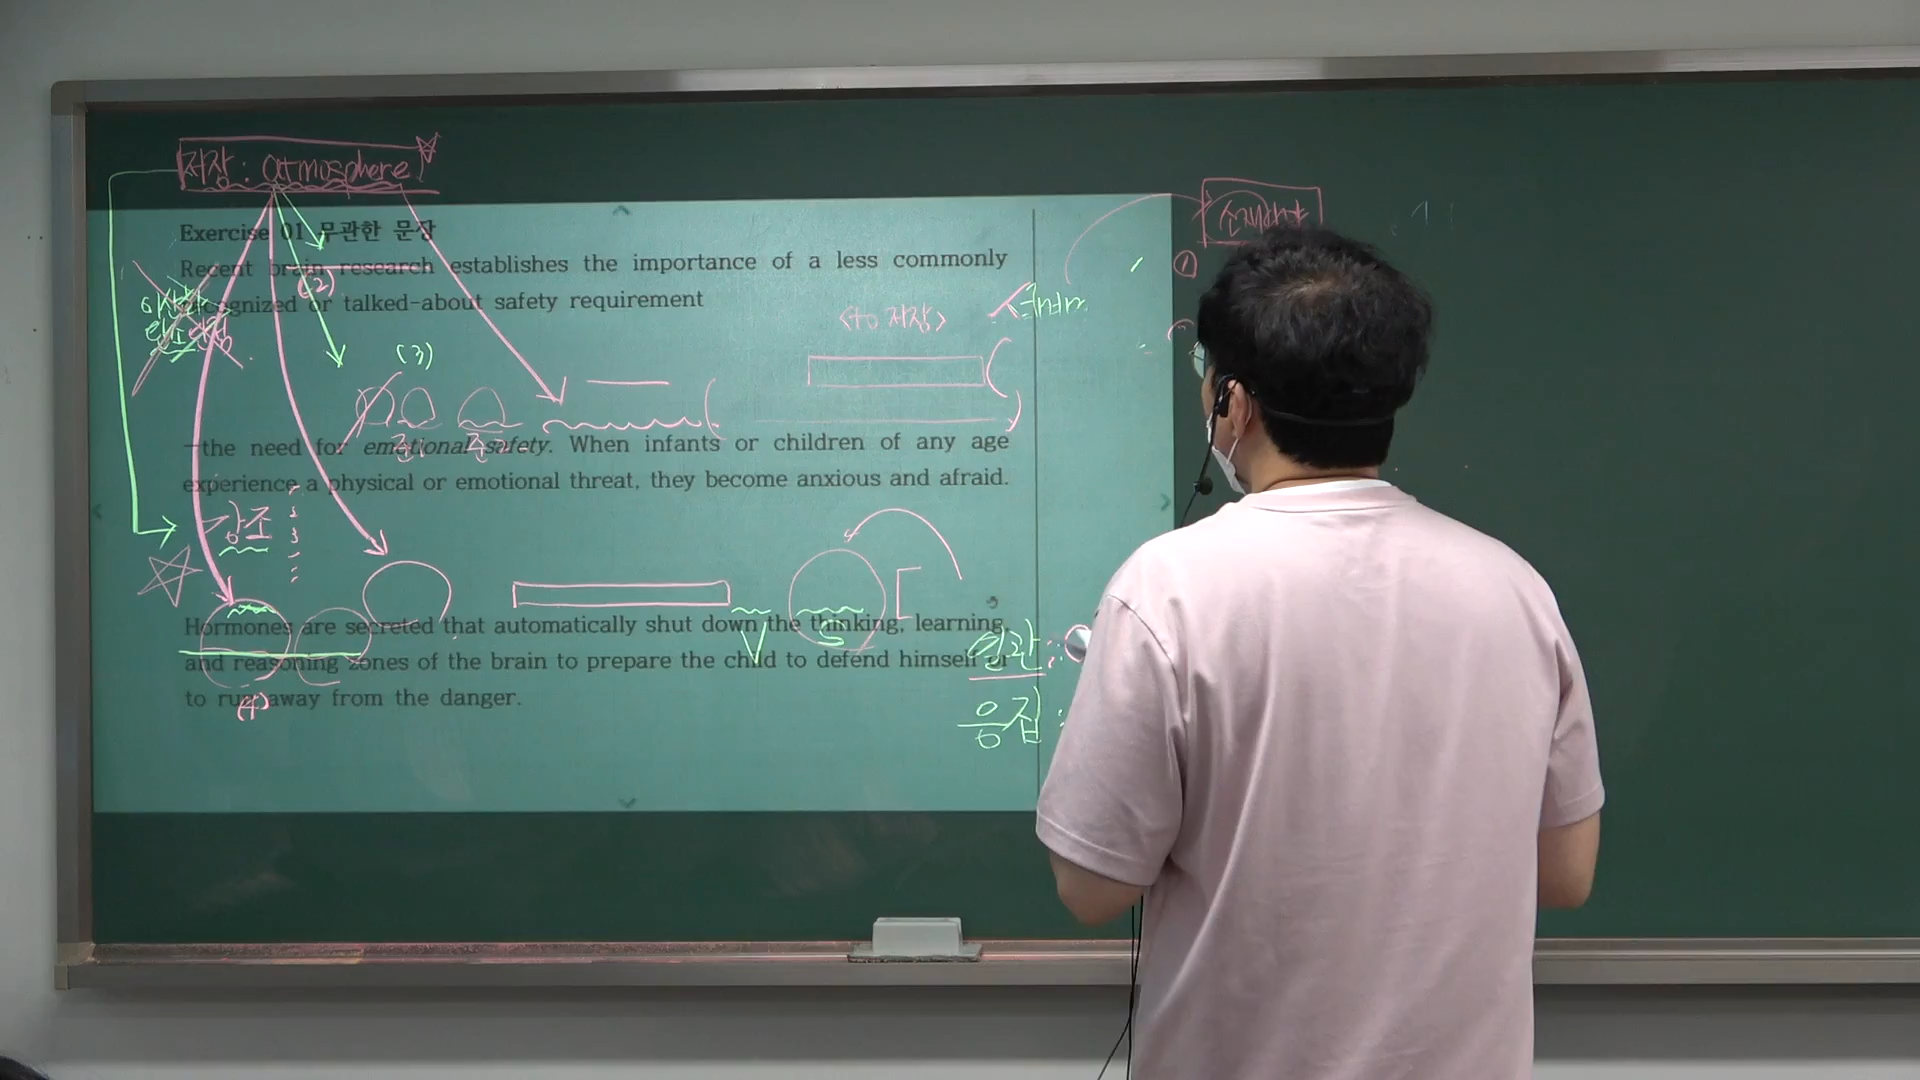 저장 : atmosphere
Exercise 01 무관한 문장
Recent brain research establishes the importance of a less commonly
recognized or talked-about safety requirement
(2)
<to 저장>
(3)
—the need for emotional safety. When infants or children of any age
experience a physical or emotional threat, they become anxious and afraid.
강조
Hormones are secreted that automatically shut down the thinking, learning,
and reasoning zones of the brain to prepare the child to defend himself or
to run away from the danger.
V
S
(4)
응집 :
①